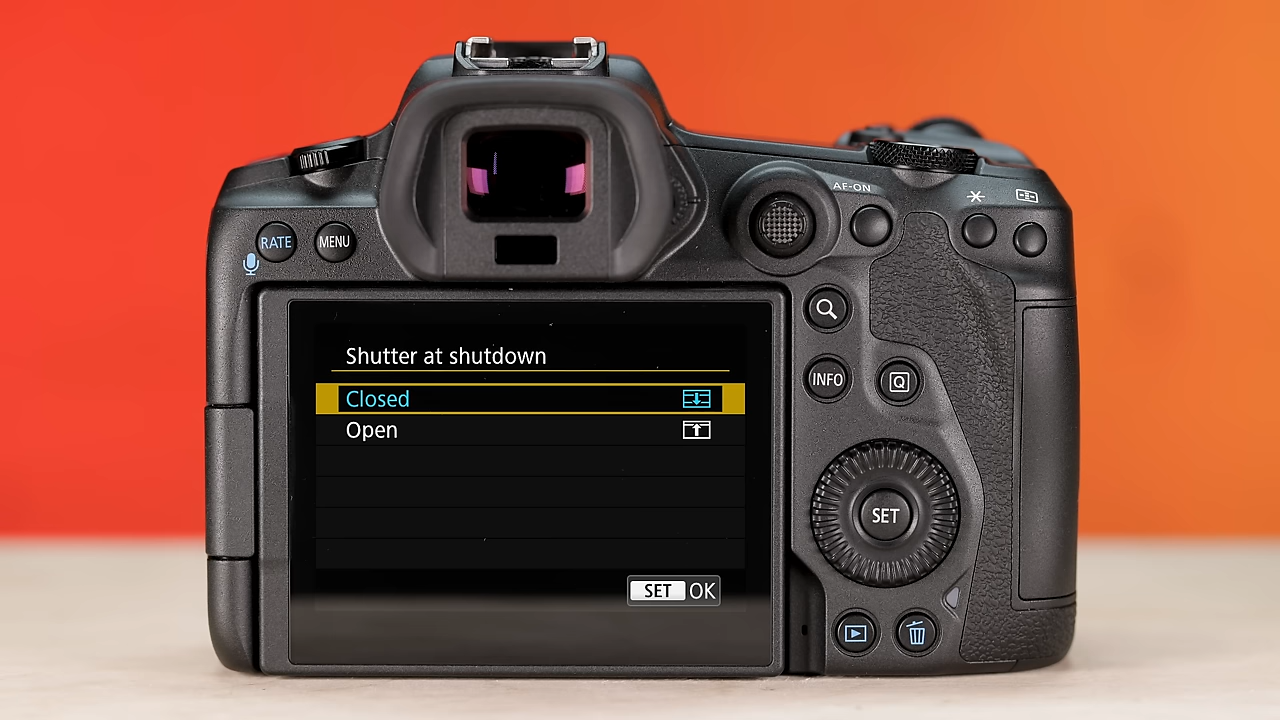 AF-ON
RATE
MENU
INFO
Q
Shutter at shutdown
Closed
Open
SET OK
SET